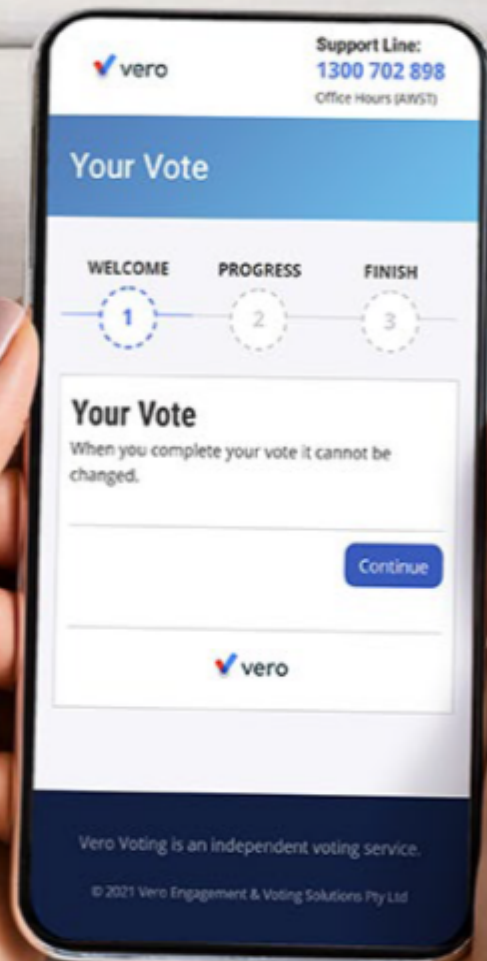 vero
Support Line:
1300 702 898
Office Hours (AWST)
Your Vote
WELCOME PROGRESS FINISH
1 2 3
Your Vote
When you complete your vote it cannot be
changed.
Continue
vero
Vero Voting is an independent voting service.
© 2021 Vero Engagement & Voting Solutions Pty Ltd